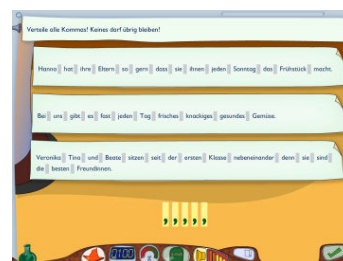 Verteile alle Kommas! Keines darf übrig bleiben!
Hanna hat ihre Eltern so gern dass sie ihnen jeden Sonntag das Frühstück macht.
Bei uns gibt es fast jeden Tag frisches knackiges gesundes Gemüse.
Veronika Tina und Beate sitzen seit der ersten Klasse nebeneinander denn sie sind
die besten Freundinnen.
, , , , ,